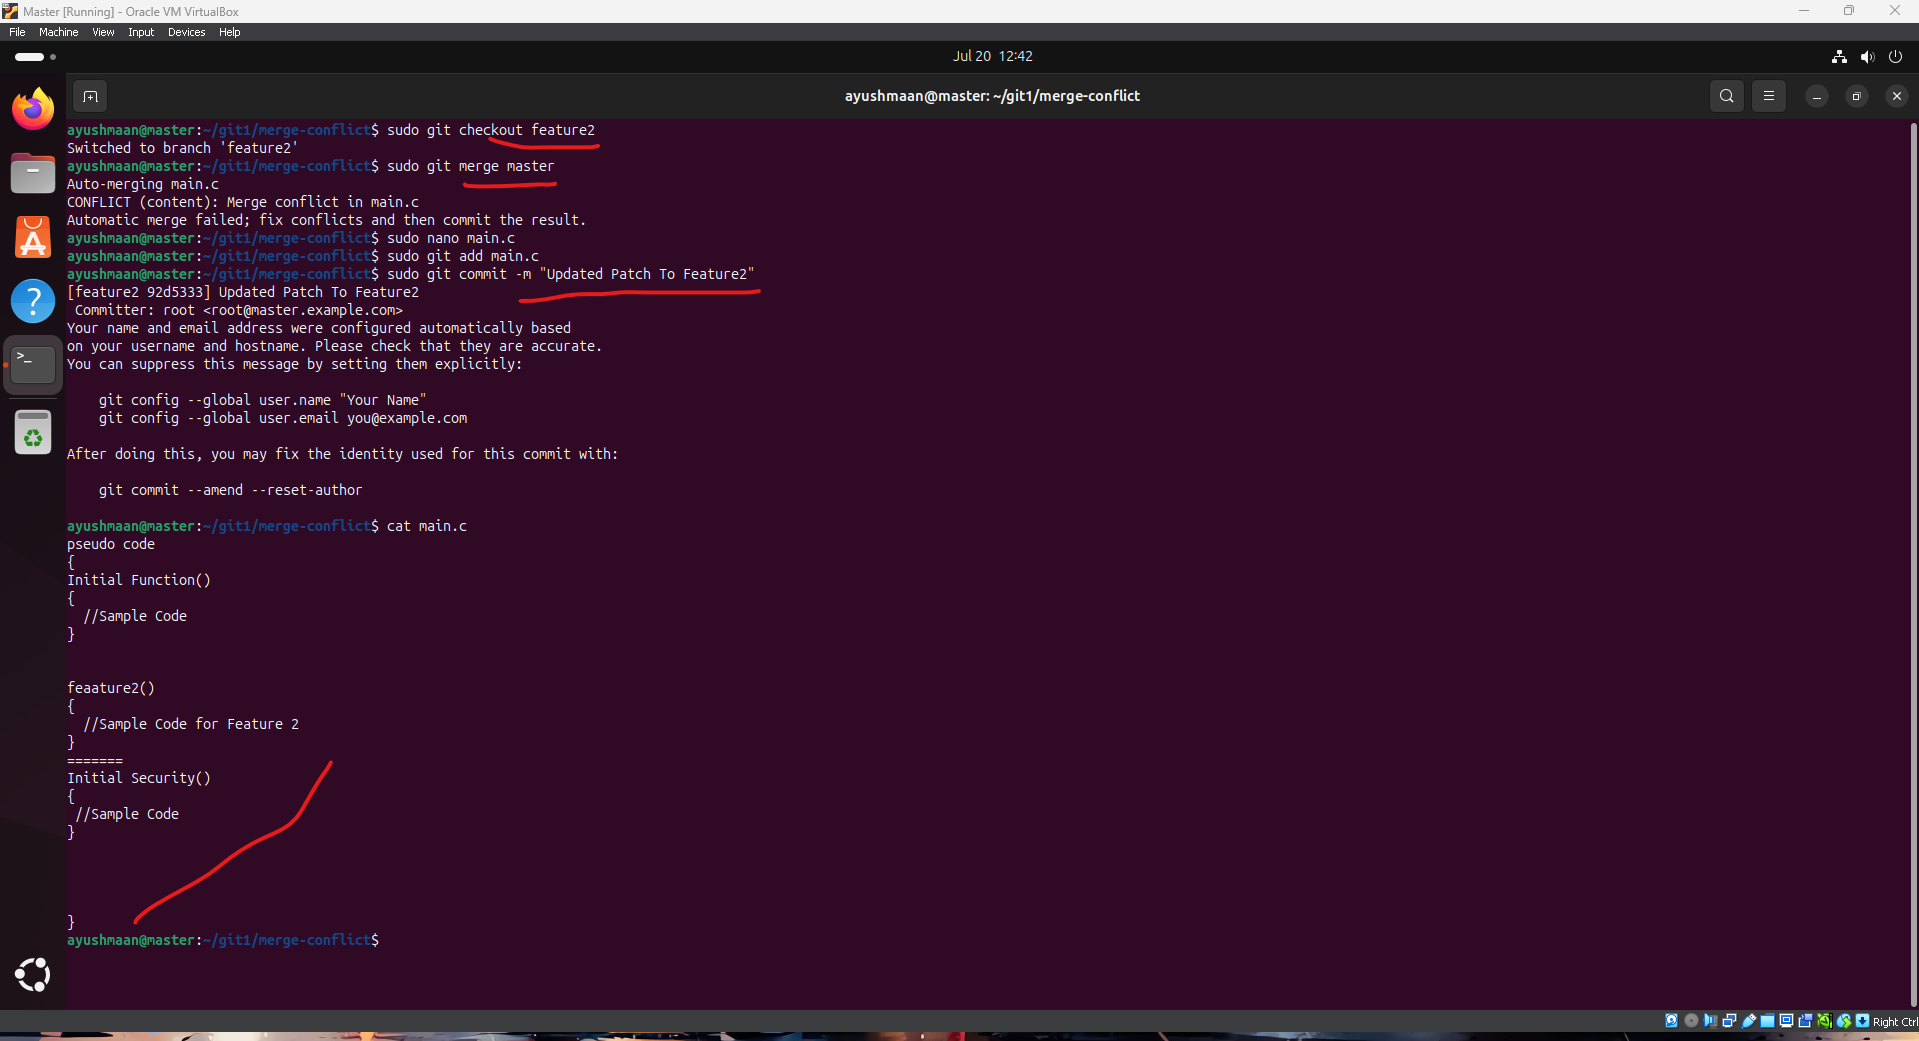 Master [Running] - Oracle VM VirtualBox
File Machine View Input Devices Help
Jul 20 12:42
ayushmaan@master: ~/git1/merge-conflict
ayushmaan@master:~/git1/merge-conflict$ sudo git checkout feature2
Switched to branch 'feature2'
ayushmaan@master:~/git1/merge-conflict$ sudo git merge master
Auto-merging main.c
CONFLICT (content): Merge conflict in main.c
Automatic merge failed; fix conflicts and then commit the result.
ayushmaan@master:~/git1/merge-conflict$ sudo nano main.c
ayushmaan@master:~/git1/merge-conflict$ sudo git add main.c
ayushmaan@master:~/git1/merge-conflict$ sudo git commit -m "Updated Patch To Feature2"
[feature2 92d5333] Updated Patch To Feature2
 Committer: root <root@master.example.com>
Your name and email address were configured automatically based
on your username and hostname. Please check that they are accurate.
You can suppress this message by setting them explicitly:
    git config --global user.name "Your Name"
    git config --global user.email you@example.com
After doing this, you may fix the identity used for this commit with:
    git commit --amend --reset-author
ayushmaan@master:~/git1/merge-conflict$ cat main.c
pseudo code
{
Initial Function()
{
  //Sample Code
}
feaature2()
{
  //Sample Code for Feature 2
}
=======
Initial Security()
{
 //Sample Code
}
}
ayushmaan@master:~/git1/merge-conflict$
Right Ctrl